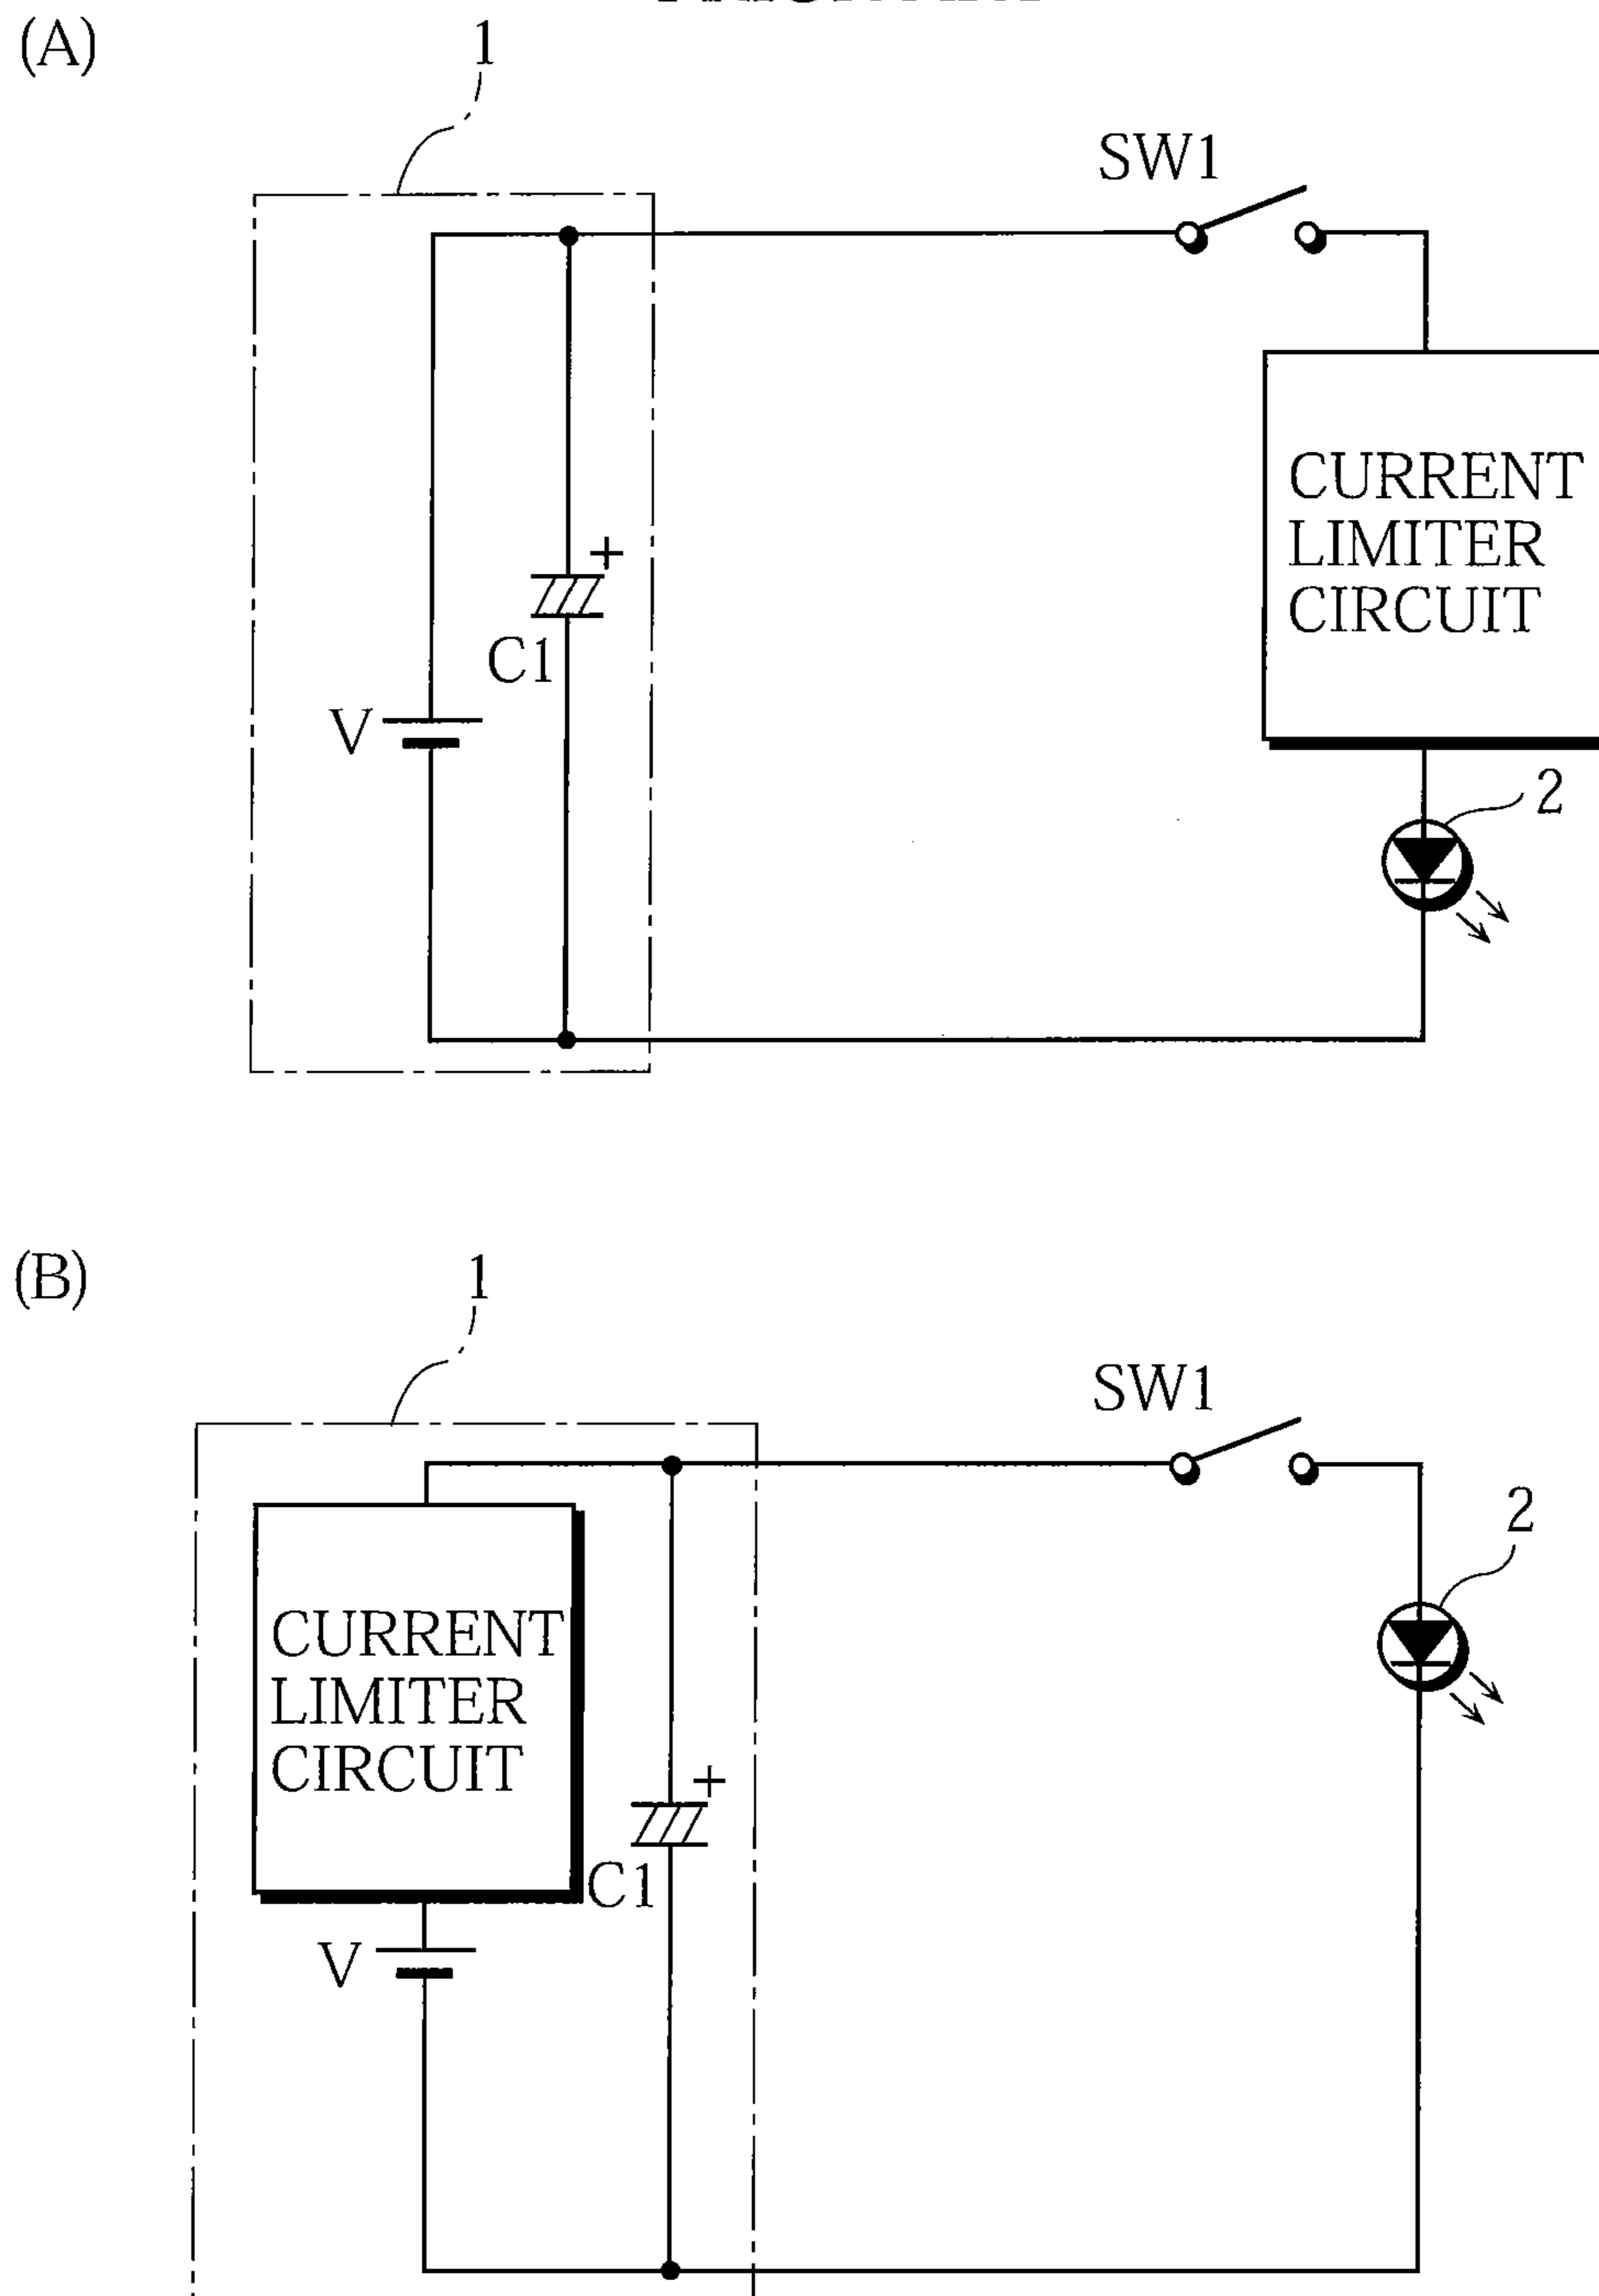 (A)
1
SW1
CURRENT
LIMITER
CIRCUIT
+
C1
V
2
(B)
1
SW1
2
CURRENT
LIMITER
CIRCUIT
+
C1
V